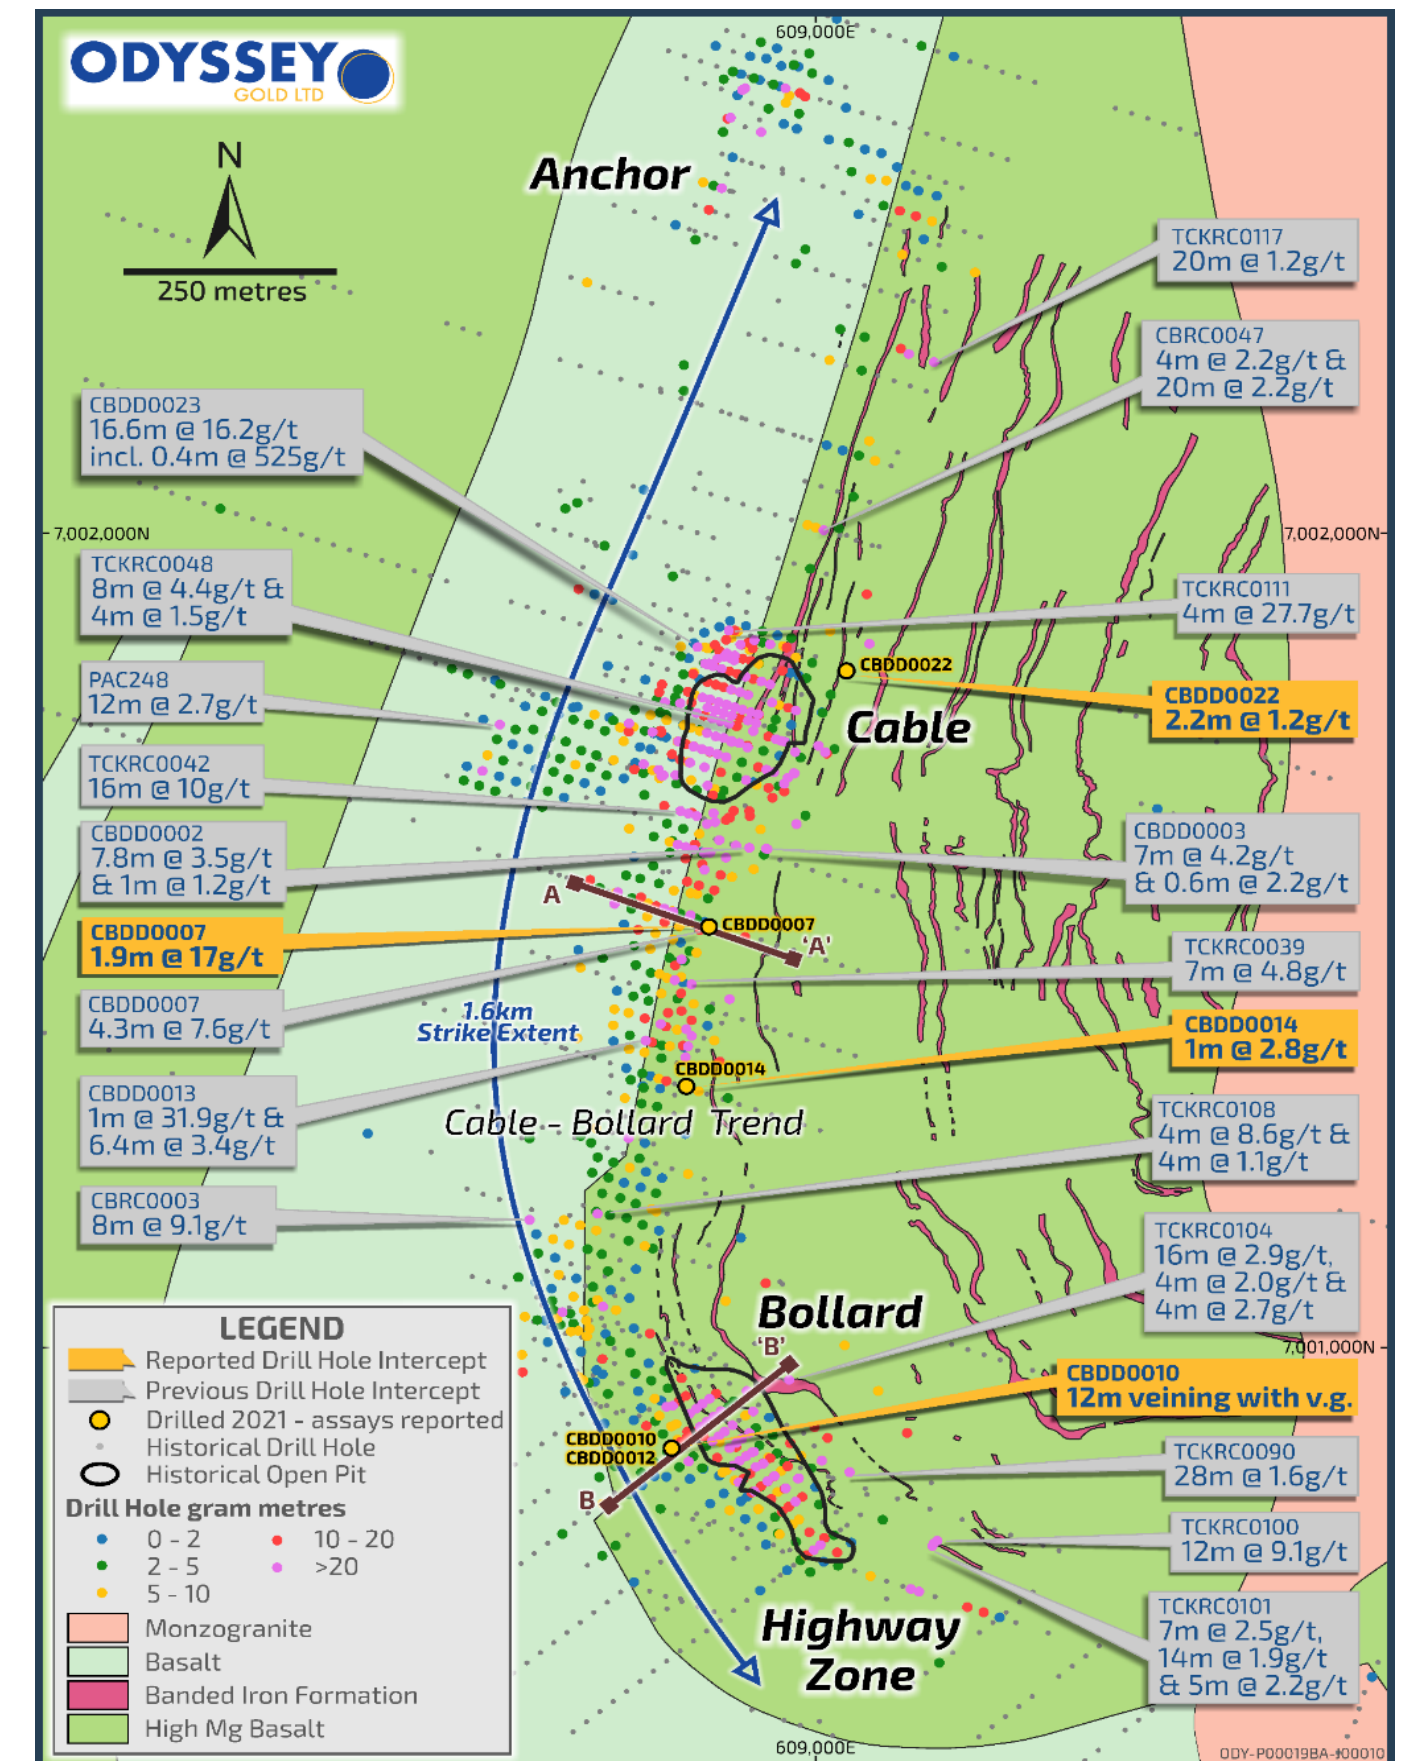 609,000E
ODYSSEY
GOLD LTD
N
250 metres
Anchor
TCKRC0117
20m @ 1.2g/t
CBRC0047
4m @ 2.2g/t &
20m @ 2.2g/t
CBDD0023
16.6m @ 16.2g/t
incl. 0.4m @ 525g/t
7,002,000N
7,002,000N
TCKRC0048
8m @ 4.4g/t &
4m @ 1.5g/t
TCKRC0111
4m @ 27.7g/t
CBDD0022
PAC248
12m @ 2.7g/t
CBDD0022
2.2m @ 1.2g/t
Cable
TCKRC0042
16m @ 10g/t
CBDD0002
7.8m @ 3.5g/t
& 1m @ 1.2g/t
CBDD0003
7m @ 4.2g/t
& 0.6m @ 2.2g/t
A
CBDD0007
'A'
CBDD0007
1.9m @ 17g/t
TCKRC0039
7m @ 4.8g/t
CBDD0007
4.3m @ 7.6g/t
1.6km
Strike Extent
CBDD0014
1m @ 2.8g/t
CBDD0014
CBDD0013
1m @ 31.9g/t &
6.4m @ 3.4g/t
Cable - Bollard Trend
TCKRC0108
4m @ 8.6g/t &
4m @ 1.1g/t
CBRC0003
8m @ 9.1g/t
TCKRC0104
16m @ 2.9g/t,
4m @ 2.0g/t &
4m @ 2.7g/t
Bollard
'B'
7,001,000N
CBDD0010
12m veining with v.g.
CBDD0010
CBDD0012
B
TCKRC0090
28m @ 1.6g/t
TCKRC0100
12m @ 9.1g/t
TCKRC0101
7m @ 2.5g/t,
14m @ 1.9g/t
& 5m @ 2.2g/t
Highway
Zone
LEGEND
Reported Drill Hole Intercept
Previous Drill Hole Intercept
Drilled 2021 - assays reported
Historical Drill Hole
Historical Open Pit
Drill Hole gram metres
0 - 2
10 - 20
2 - 5
>20
5 - 10
Monzogranite
Basalt
Banded Iron Formation
High Mg Basalt
609,000E